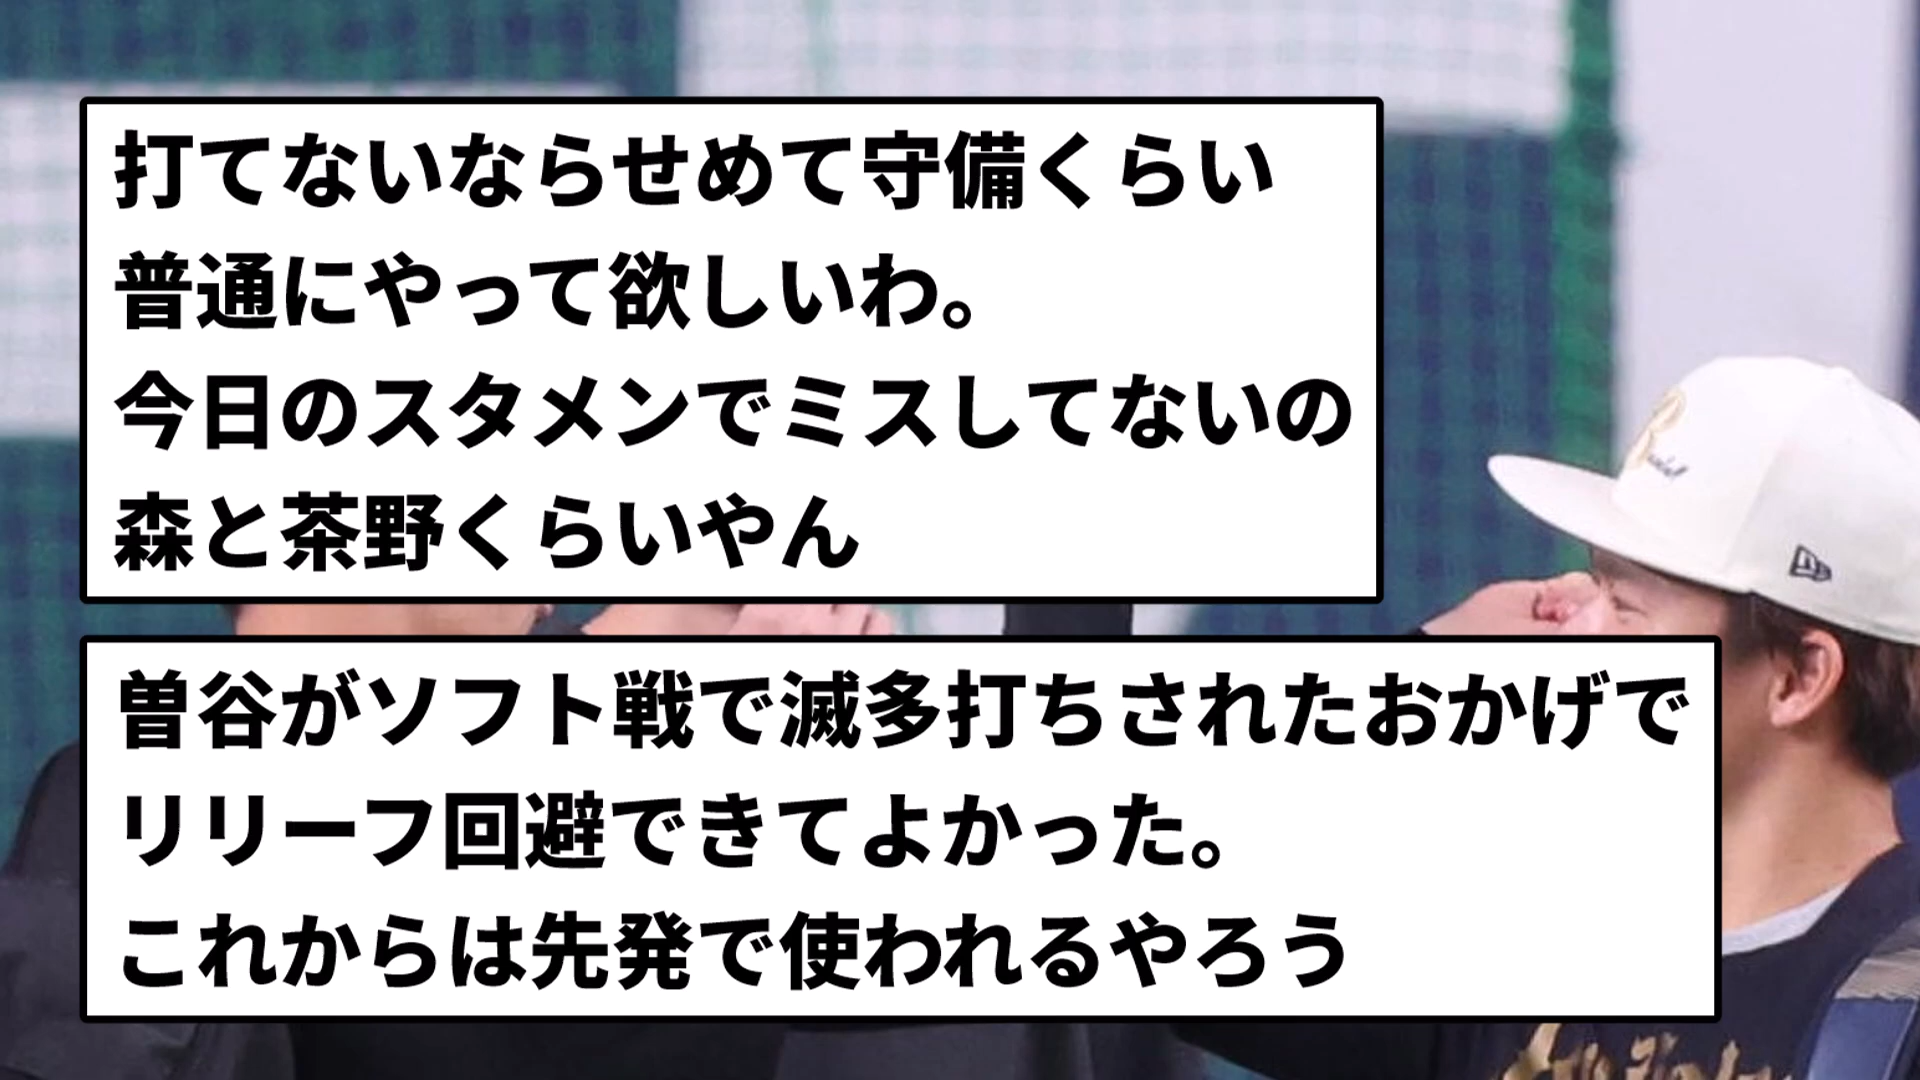 打てないならせめて守備くらい
普通にやって欲しいわ。
今日のスタメンでミスしてないの
森と茶野くらいやん
曽谷がソフト戦で滅多打ちされたおかげで
リリーフ回避できてよかった。
これからは先発で使われるやろう